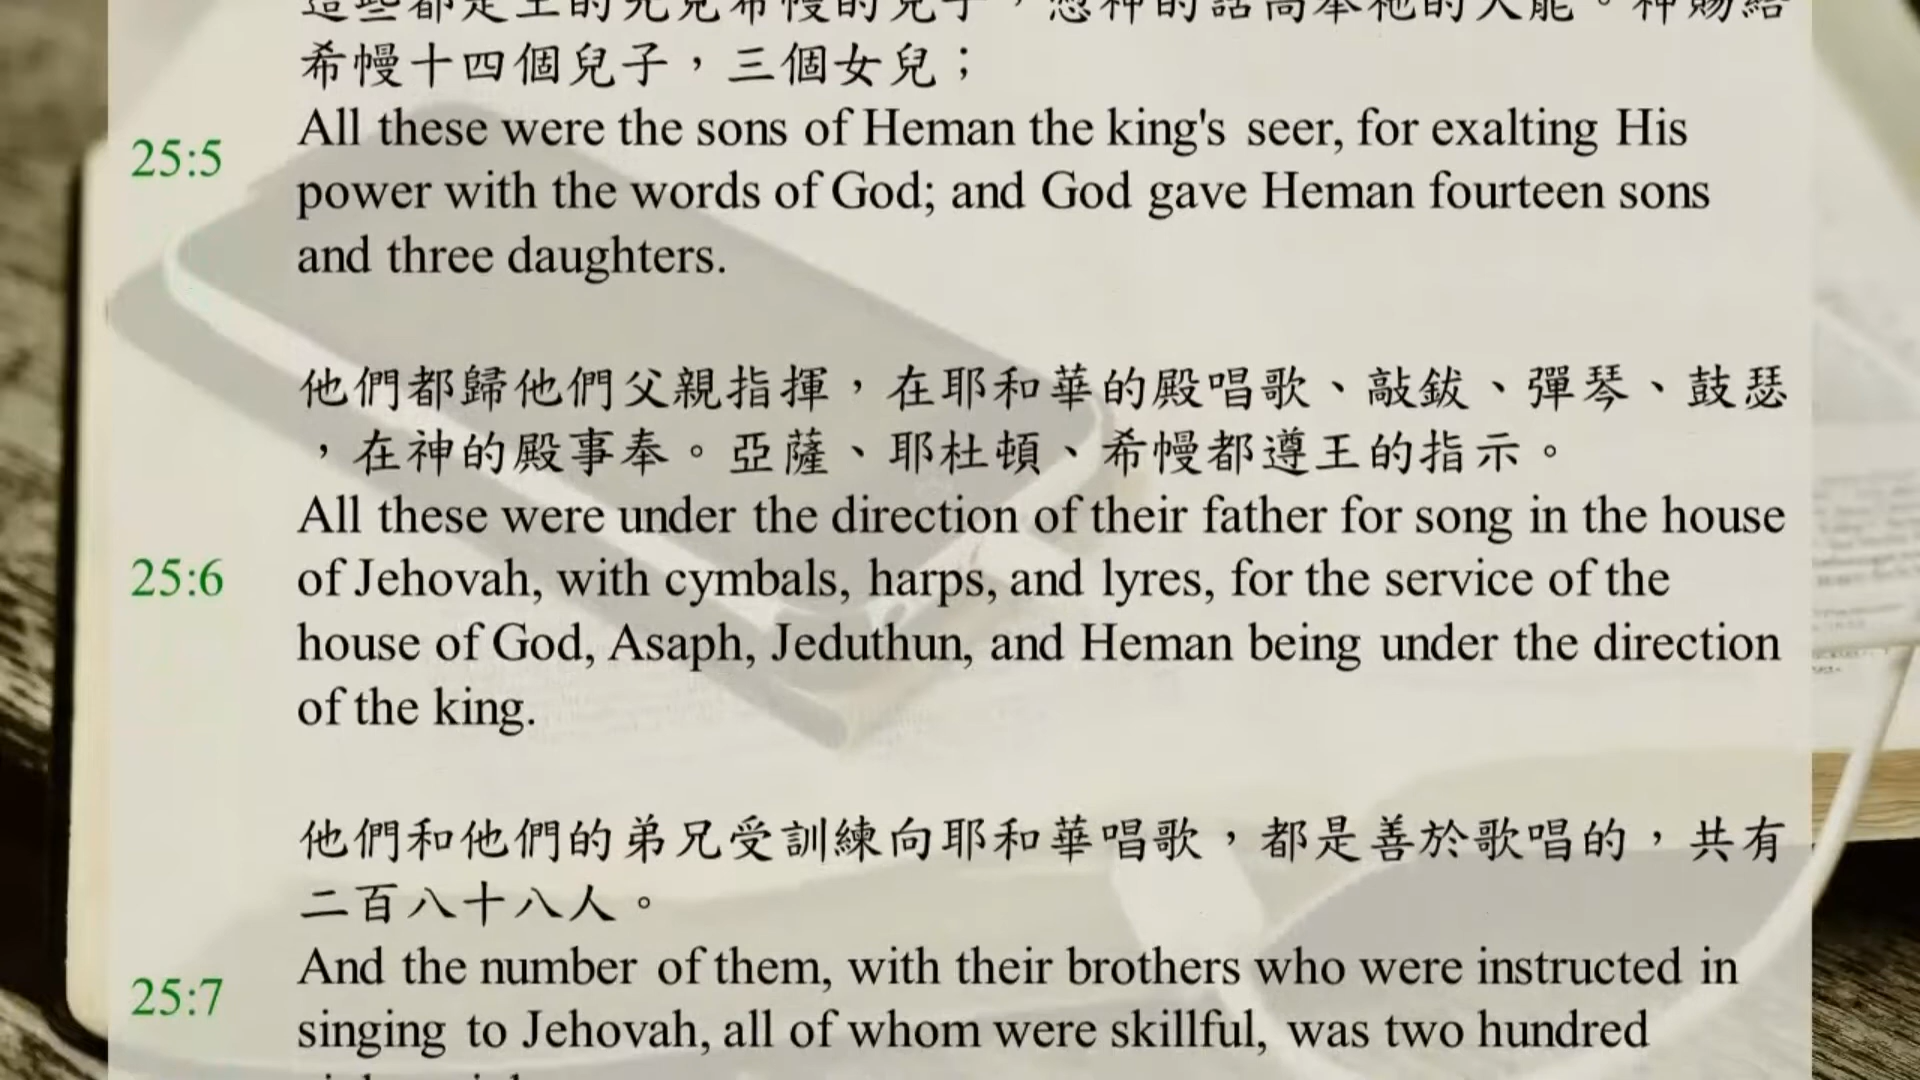 希幔十四個兒子，三個女兒；
All these were the sons of Heman the king's seer, for exalting His
25:5
power with the words of God; and God gave Heman fourteen sons
and three daughters.
他們都歸他們父親指揮，在耶和華的殿唱歌、敲鈸、彈琴、鼓瑟
，在神的殿事奉。亞薩、耶杜頓、希幔都遵王的指示。
All these were under the direction of their father for song in the house
25:6
of Jehovah, with cymbals, harps, and lyres, for the service of the
house of God, Asaph, Jeduthun, and Heman being under the direction
of the king.
他們和他們的弟兄受訓練向耶和華唱歌，都是善於歌唱的，共有
二百八十八人。
And the number of them, with their brothers who were instructed in
25:7
singing to Jehovah, all of whom were skillful, was two hundred